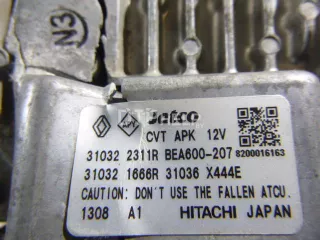 N3
Jatco
CVT APK 12V
31032 2311R BEA600-207 8200016163
31032 1666R 31036 X444E
CAUTION: DON'T USE THE FALLEN ATCU.
1308 A1 HITACHI JAPAN